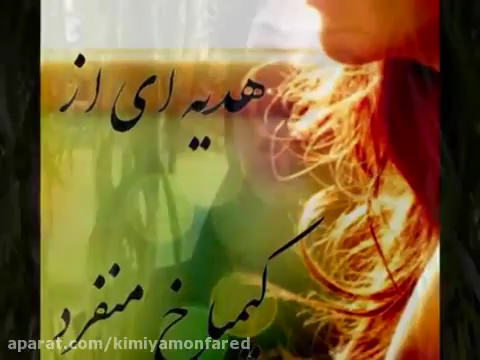 هدیه ای از
کیمیا خ منفرد
aparat.com/kimiyamonfared